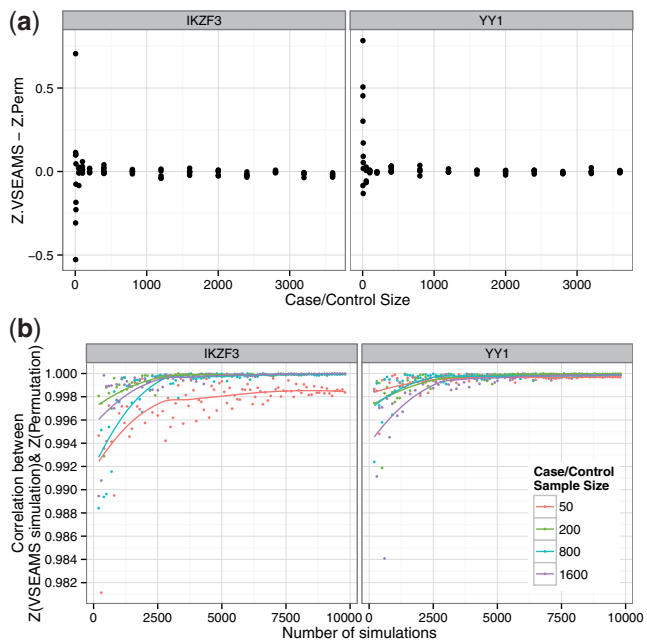 (a)
IKZF3
YY1
Z.VSEAMS − Z.Perm
0.5
0.0
−0.5
0
1000
2000
3000
0
1000
2000
3000
Case/Control Size
(b)
IKZF3
YY1
Correlation between
Z(VSEAMS simulation)& Z(Permutation)
1.000
0.998
0.996
0.994
0.992
0.990
0.988
0.986
0.984
0.982
Case/Control
Sample Size
50
200
800
1600
0
2500
5000
7500
10000
0
2500
5000
7500
10000
Number of simulations